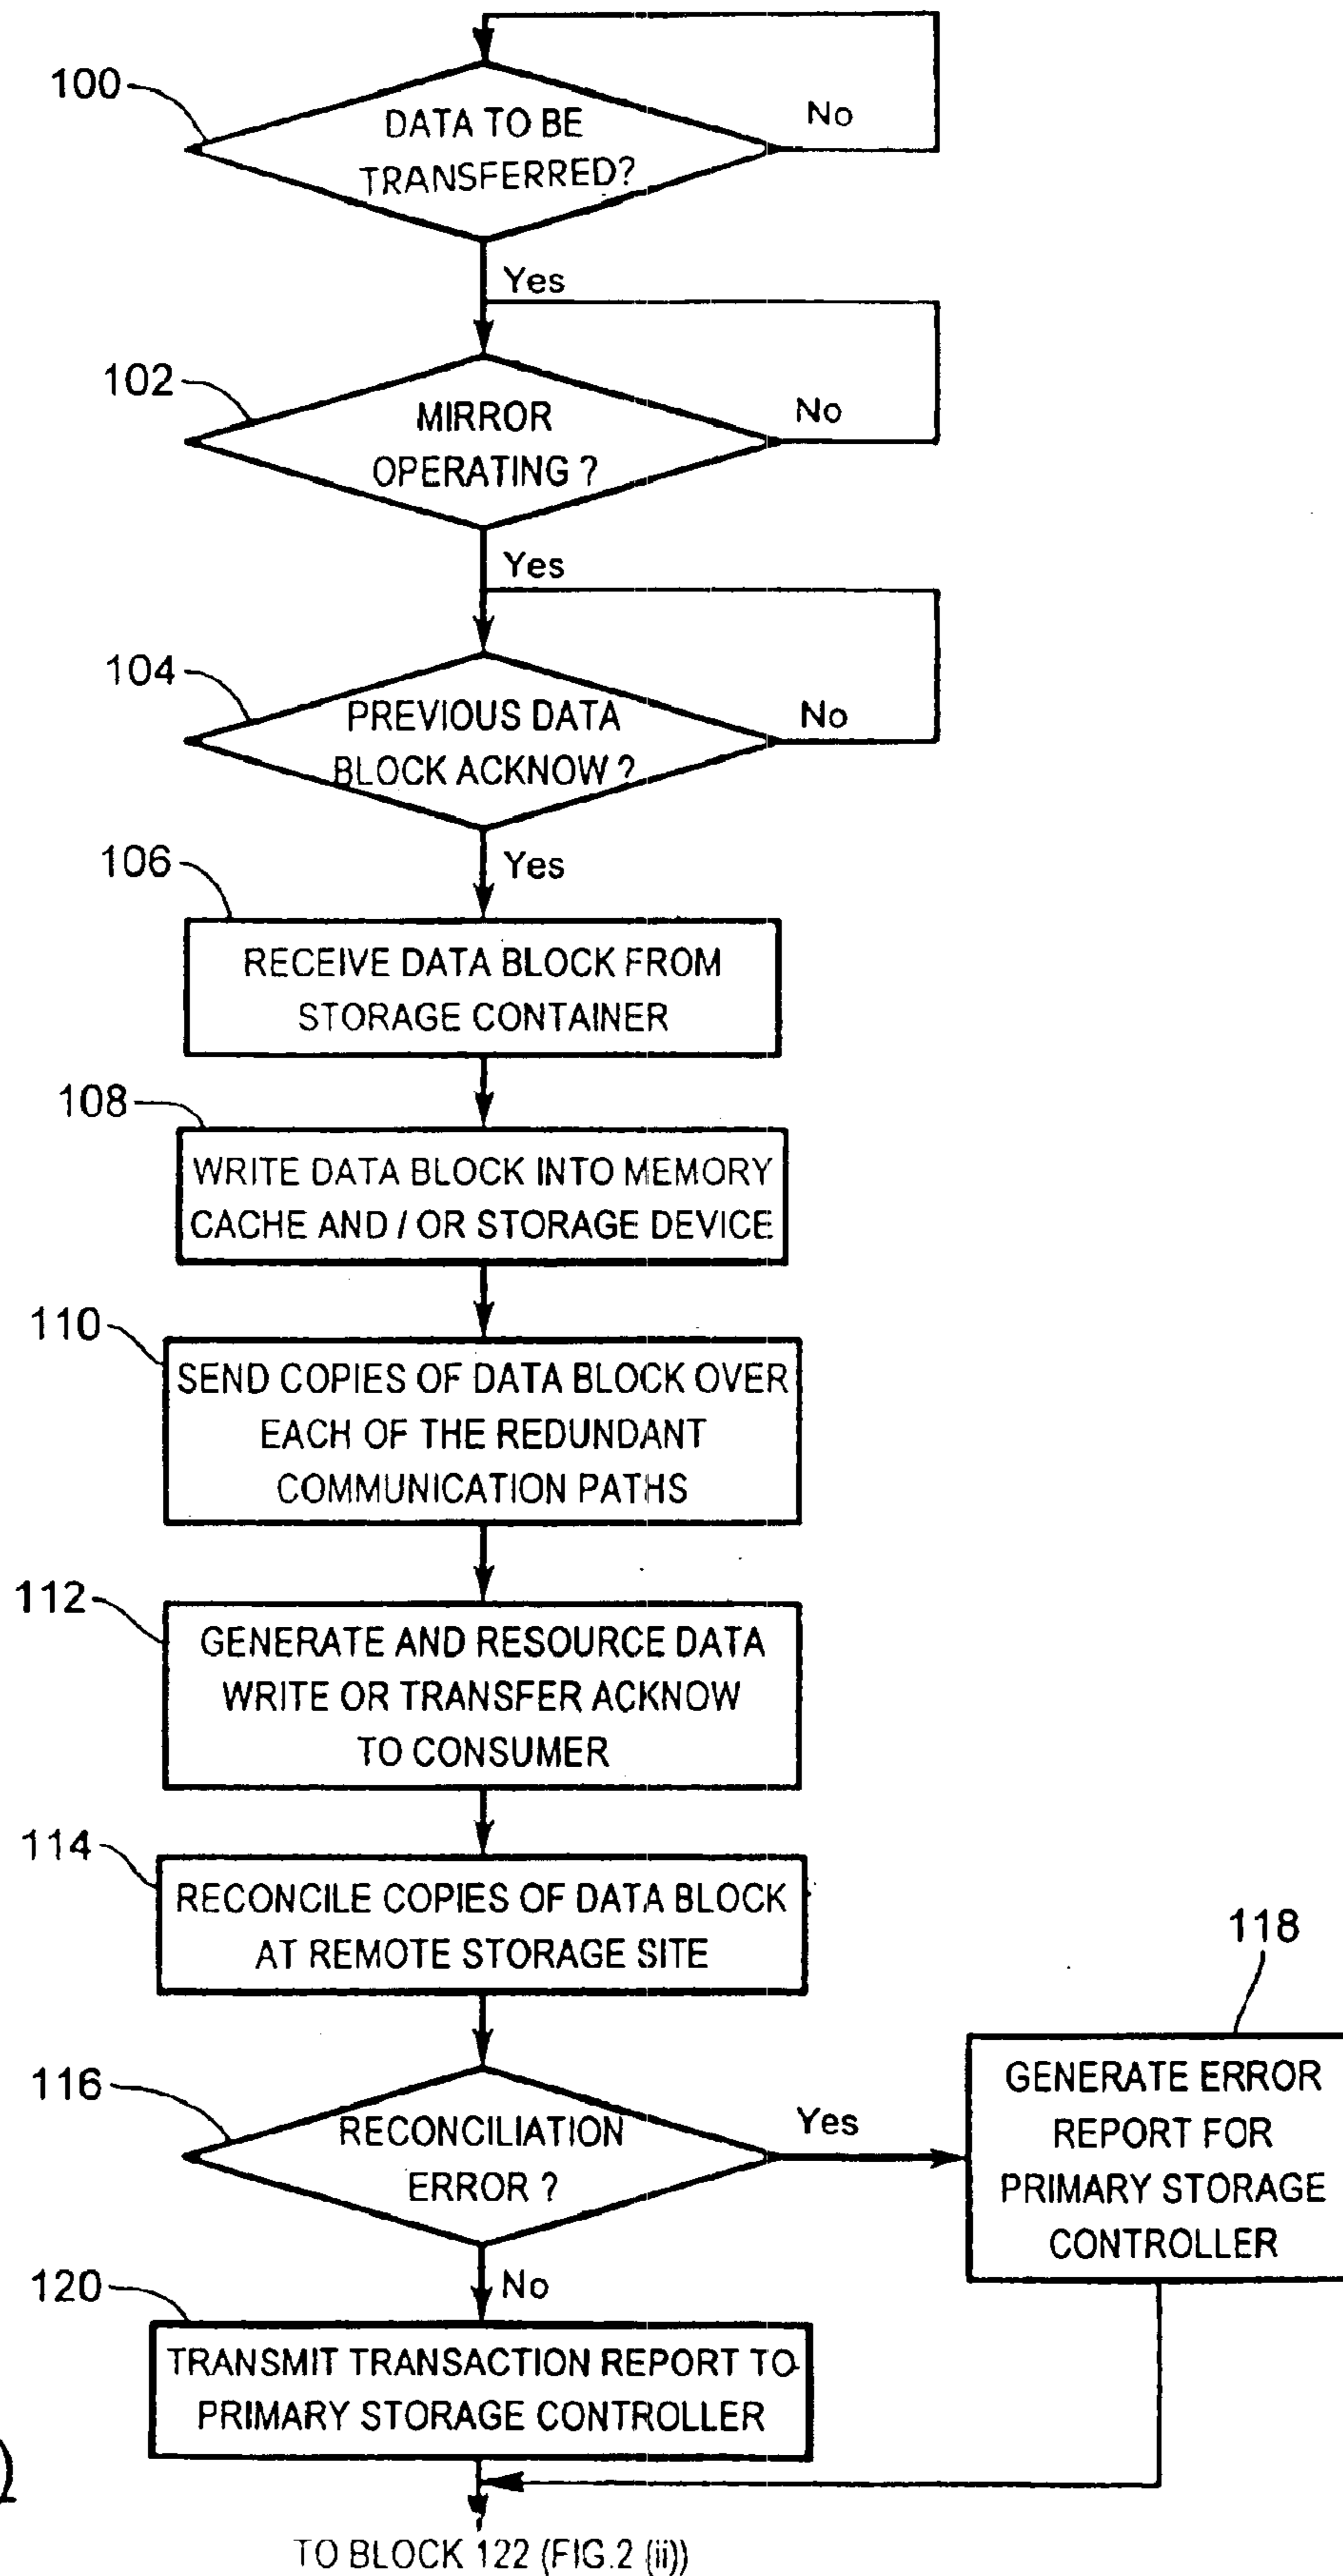 100
DATA TO BE
TRANSFERRED?
No
Yes
102
MIRROR
OPERATING ?
No
Yes
104
PREVIOUS DATA
BLOCK ACKNOW ?
No
Yes
106
RECEIVE DATA BLOCK FROM
STORAGE CONTAINER
108
WRITE DATA BLOCK INTO MEMORY
CACHE AND / OR STORAGE DEVICE
110
SEND COPIES OF DATA BLOCK OVER
EACH OF THE REDUNDANT
COMMUNICATION PATHS
112
GENERATE AND RESOURCE DATA
WRITE OR TRANSFER ACKNOW
TO CONSUMER
114
RECONCILE COPIES OF DATA BLOCK
AT REMOTE STORAGE SITE
116
RECONCILIATION
ERROR ?
Yes
No
118
GENERATE ERROR
REPORT FOR
PRIMARY STORAGE
CONTROLLER
120
TRANSMIT TRANSACTION REPORT TO
PRIMARY STORAGE CONTROLLER
TO BLOCK 122 (FIG.2 (ii))